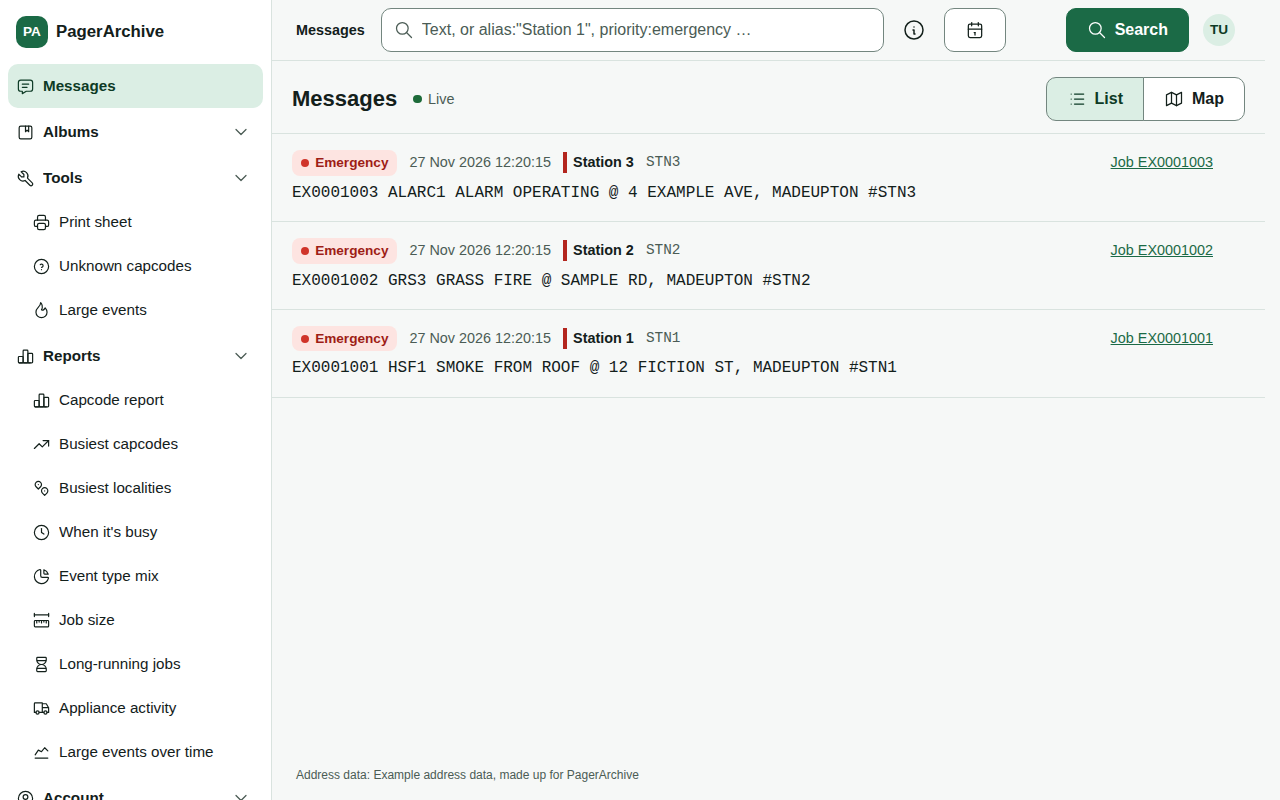 PA PagerArchive
Messages
Albums
Tools
Print sheet
Unknown capcodes
Large events
Reports
Capcode report
Busiest capcodes
Busiest localities
When it's busy
Event type mix
Job size
Long-running jobs
Appliance activity
Large events over time
Account
Messages Text, or alias:"Station 1", priority:emergency … Search TU
Messages Live List Map
Emergency 27 Nov 2026 12:20:15 Station 3 STN3 Job EX0001003
EX0001003 ALARC1 ALARM OPERATING @ 4 EXAMPLE AVE, MADEUPTON #STN3
Emergency 27 Nov 2026 12:20:15 Station 2 STN2 Job EX0001002
EX0001002 GRS3 GRASS FIRE @ SAMPLE RD, MADEUPTON #STN2
Emergency 27 Nov 2026 12:20:15 Station 1 STN1 Job EX0001001
EX0001001 HSF1 SMOKE FROM ROOF @ 12 FICTION ST, MADEUPTON #STN1
Address data: Example address data, made up for PagerArchive